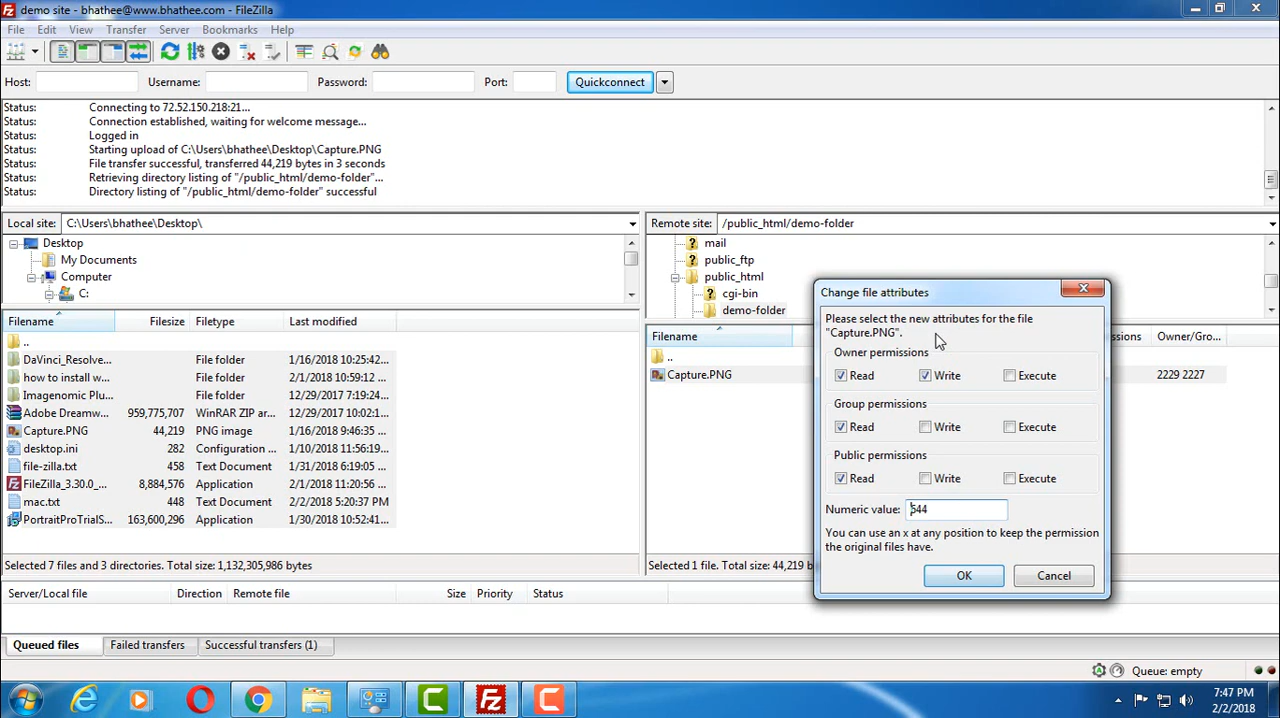 demo site - bhathee@www.bhathee.com - FileZilla
File Edit View Transfer Server Bookmarks Help
Host: Username: Password: Port: Quickconnect
Status: Connecting to 72.52.150.218:21...
Status: Connection established, waiting for welcome message...
Status: Logged in
Status: Starting upload of C:\Users\bhathee\Desktop\Capture.PNG
Status: File transfer successful, transferred 44,219 bytes in 3 seconds
Status: Retrieving directory listing of "/public_html/demo-folder"...
Status: Directory listing of "/public_html/demo-folder" successful
Local site: C:\Users\bhathee\Desktop\
Desktop
My Documents
Computer
C:
Filename Filesize Filetype Last modified
..
DaVinci_Resolve... File folder 1/16/2018 10:25:42...
how to install w... File folder 2/1/2018 10:59:12 ...
Imagenomic Plu... File folder 12/29/2017 7:19:24...
Adobe Dreamw... 959,775,707 WinRAR ZIP ar... 12/29/2017 10:02:1...
Capture.PNG 44,219 PNG image 1/16/2018 9:46:35 ...
desktop.ini 282 Configuration ... 1/10/2018 11:56:19...
file-zilla.txt 458 Text Document 1/31/2018 6:19:05 ...
FileZilla_3.30.0_... 8,884,576 Application 2/1/2018 11:20:56 ...
mac.txt 448 Text Document 2/2/2018 5:20:37 PM
PortraitProTrialS... 163,600,296 Application 1/30/2018 10:52:41...
Selected 7 files and 3 directories. Total size: 1,132,305,986 bytes
Remote site: /public_html/demo-folder
mail
public_ftp
public_html
cgi-bin
demo-folder
Filename Owner/Gro...
..
Capture.PNG 2229 2227
Selected 1 file. Total size: 44,219 b
Change file attributes
Please select the new attributes for the file
"Capture.PNG".
Owner permissions
Read Write Execute
Group permissions
Read Write Execute
Public permissions
Read Write Execute
Numeric value: 644
You can use an x at any position to keep the permission
the original files have.
OK Cancel
Server/Local file Direction Remote file Size Priority Status
Queued files Failed transfers Successful transfers (1)
Queue: empty
7:47 PM
2/2/2018